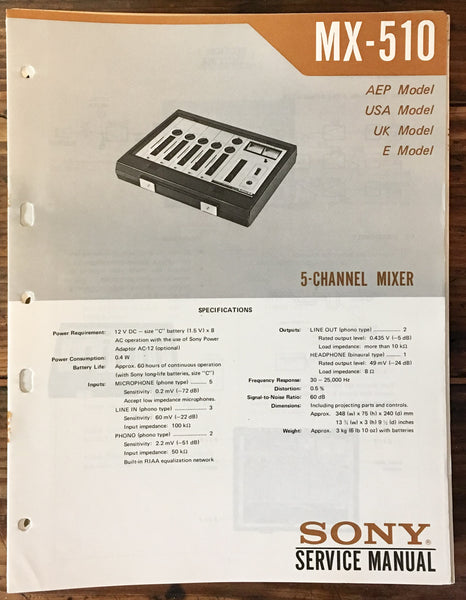 MX-510
AEP Model
USA Model
UK Model
E Model
5-CHANNEL MIXER
SPECIFICATIONS
Power Requirement: 12 V DC – size "C" battery (1.5 V) x 8
AC operation with the use of Sony Power
Adaptor AC-12 (optional)
Power Consumption: 0.4 W
Battery Life: Approx. 60 hours of continuous operation
(with Sony long-life batteries, size "C")
Inputs: MICROPHONE (phono type) 5
Sensitivity: 0.2 mV (–72 dB)
Accept low impedance microphones.
LINE IN (phono type) 3
Sensitivity: 60 mV (–22 dB)
Input impedance: 100 kΩ
PHONO (phono type) 2
Sensitivity: 2.2 mV (–51 dB)
Input impedance: 50 kΩ
Built-in RIAA equalization network
Outputs: LINE OUT (phono type) 2
Rated output level: 0.435 V (–5 dB)
Load impedance: more than 10 kΩ
HEADPHONE (binaural type) 1
Rated output level: 49 mV (–24 dB)
Load impedance: 8 Ω
Frequency Response: 30 – 25,000 Hz
Distortion: 0.5 %
Signal-to-Noise Ratio: 60 dB
Dimensions: Including projecting parts and controls.
Approx. 348 (w) x 75 (h) x 240 (d) mm
13 ¾ (w) x 3 (h) 9 ½ (d) inches
Weight: Approx. 3 kg (6 lb 10 oz) with batteries
SONY®
SERVICE MANUAL